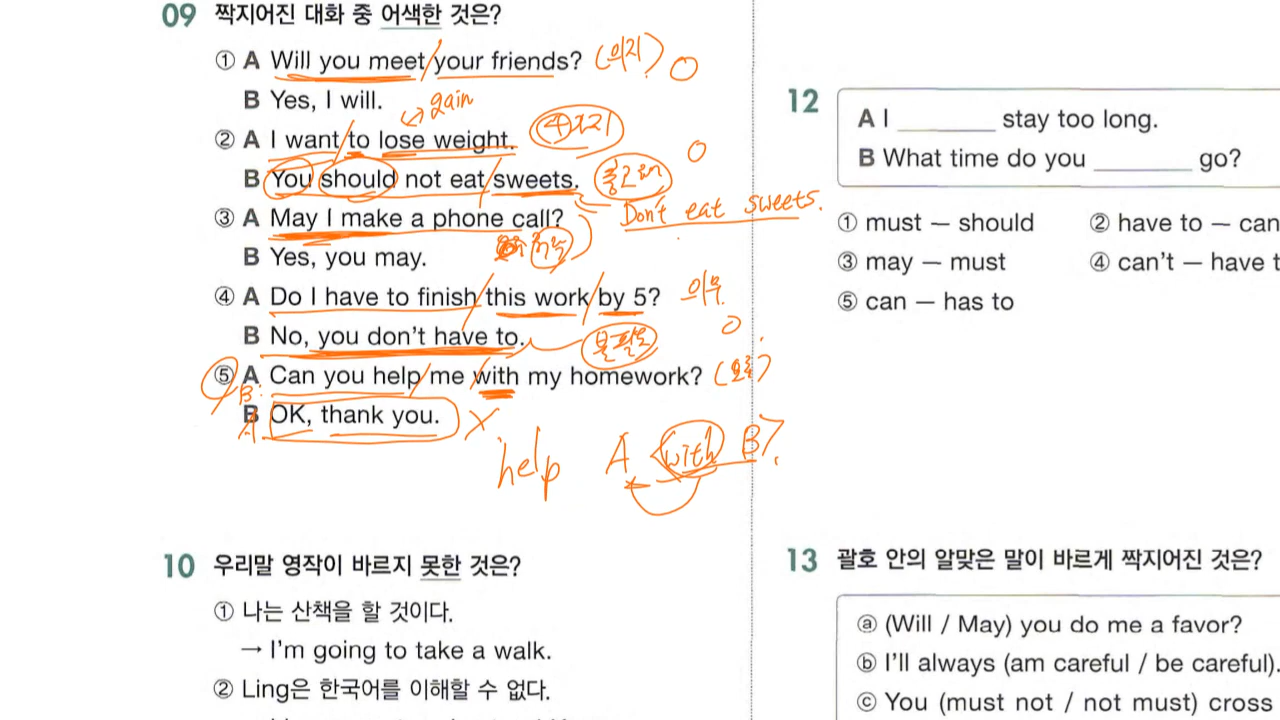 09 짝지어진 대화 중 어색한 것은?
① A Will you meet your friends? (의지) O
B Yes, I will.
gain
② A I want to lose weight.
O
B You should not eat sweets. 충고
Don't eat sweets.
③ A May I make a phone call?
허락
B Yes, you may.
④ A Do I have to finish this work by 5? 의무
O
B No, you don't have to. 불필요
⑤ A Can you help me with my homework?
B:
B OK, thank you. X
A
help A with B?
10 우리말 영작이 바르지 못한 것은?
① 나는 산책을 할 것이다.
→ I'm going to take a walk.
② Ling은 한국어를 이해할 수 없다.
12
A I ______ stay too long.
B What time do you ______ go?
① must – should ② have to – can
③ may – must ④ can't – have t
⑤ can – has to
13 괄호 안의 알맞은 말이 바르게 짝지어진 것은?
ⓐ (Will / May) you do me a favor?
ⓑ I'll always (am careful / be careful).
ⓒ You (must not / not must) cross